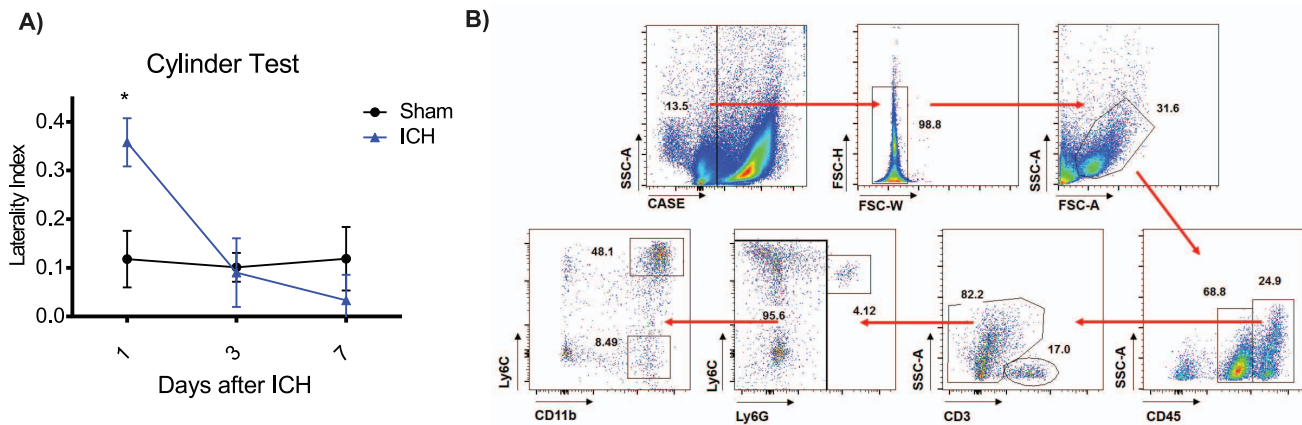 A)
Cylinder Test
Sham
ICH
*
0.4
0.3
0.2
0.1
0.0
Laterality Index
1 3 7
Days after ICH
B)
13.5
SSC-A
CASE
98.8
FSC-H
FSC-W
31.6
SSC-A
FSC-A
48.1
8.49
Ly6C
CD11b
95.6
4.12
Ly6C
Ly6G
82.2
17.0
SSC-A
CD3
68.8
24.9
SSC-A
CD45